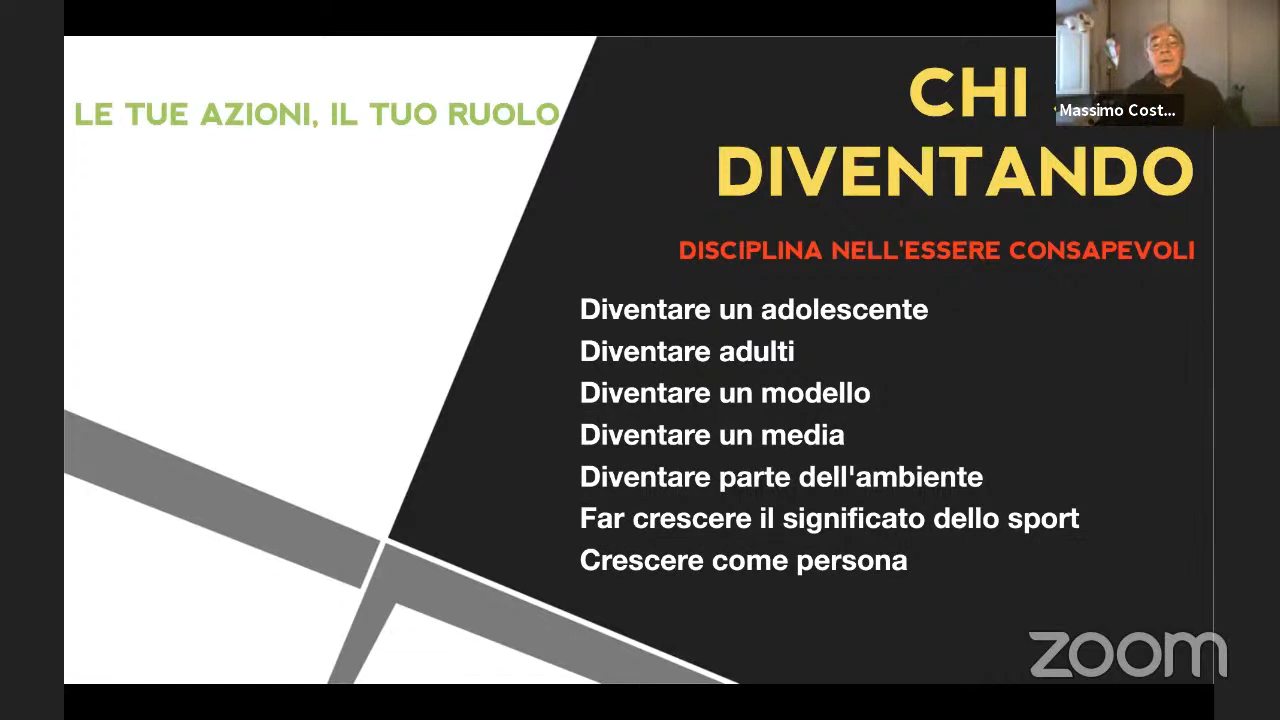 LE TUE AZIONI, IL TUO RUOLO
CHI
DIVENTANDO
DISCIPLINA NELL'ESSERE CONSAPEVOLI
Diventare un adolescente
Diventare adulti
Diventare un modello
Diventare un media
Diventare parte dell'ambiente
Far crescere il significato dello sport
Crescere come persona
Massimo Cost...
zoom